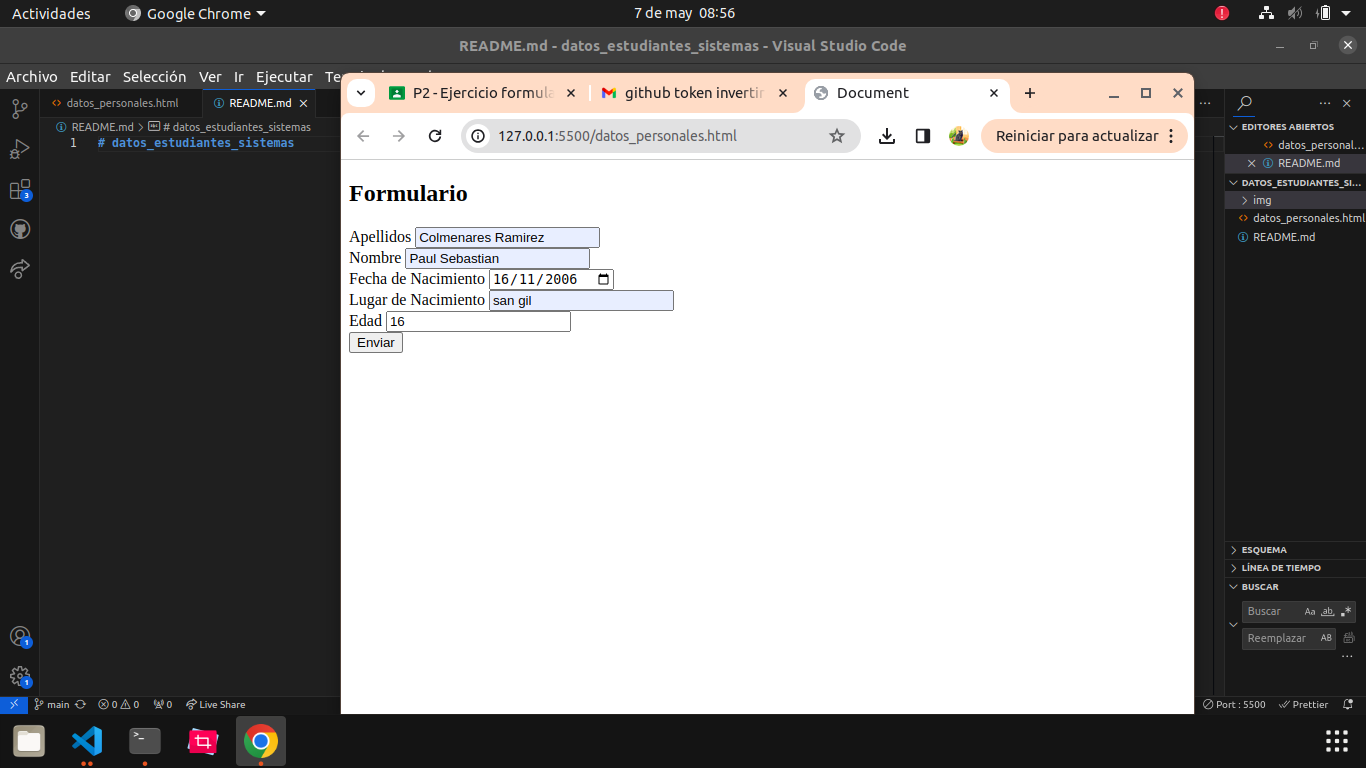 Actividades Google Chrome 7 de may 08:56
README.md - datos_estudiantes_sistemas - Visual Studio Code
Archivo Editar Selección Ver Ir Ejecutar
datos_personales.html README.md
README.md # datos_estudiantes_sistemas
1 # datos_estudiantes_sistemas
P2 - Ejercicio formula github token invertir Document
127.0.0.1:5500/datos_personales.html Reiniciar para actualizar
Formulario
Apellidos Colmenares Ramirez
Nombre Paul Sebastian
Fecha de Nacimiento 16/11/2006
Lugar de Nacimiento san gil
Edad 16
Enviar
EDITORES ABIERTOS
datos_personal...
README.md
DATOS_ESTUDIANTES_SI...
img
datos_personales.html
README.md
ESQUEMA
LÍNEA DE TIEMPO
BUSCAR
Buscar Aa ab .*
Reemplazar AB
3
1
1
main 0 0 0 Live Share Port : 5500 Prettier